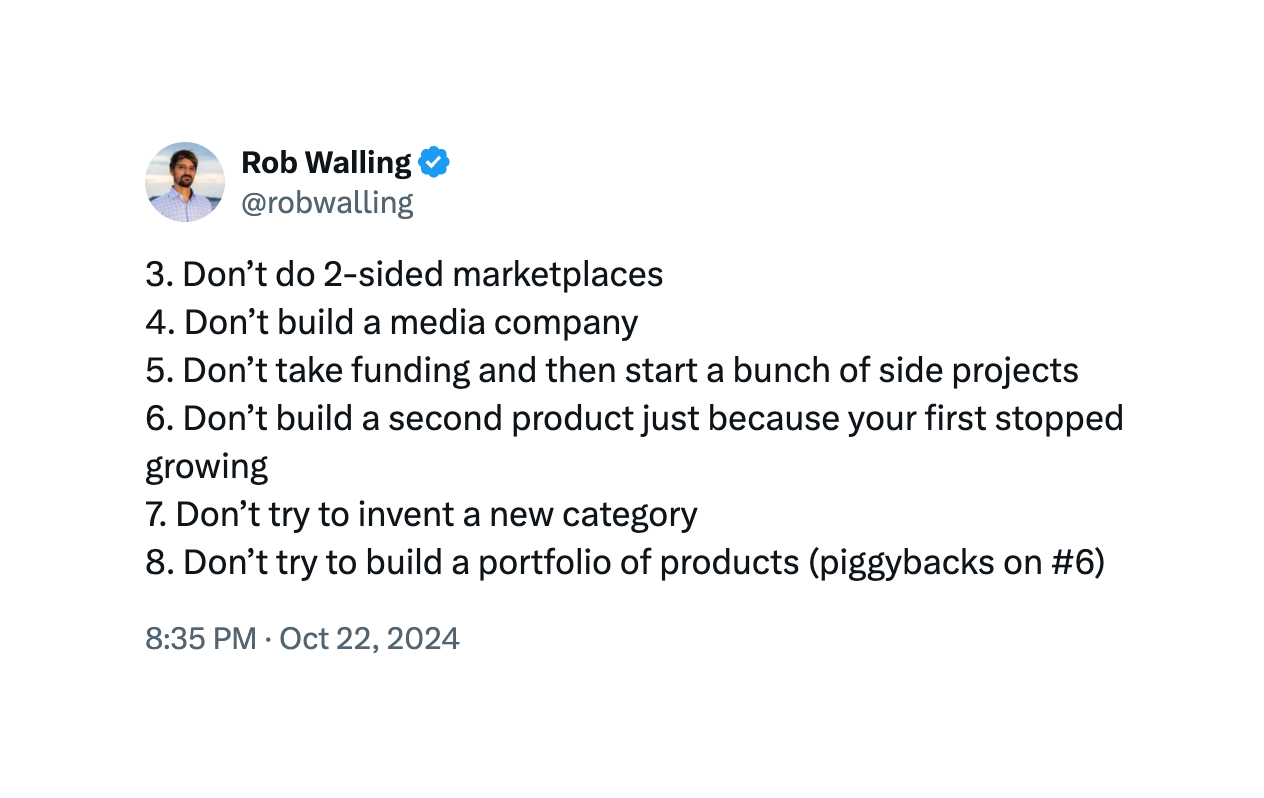 Rob Walling
@robwalling
3. Don’t do 2-sided marketplaces
4. Don’t build a media company
5. Don’t take funding and then start a bunch of side projects
6. Don’t build a second product just because your first stopped
growing
7. Don’t try to invent a new category
8. Don’t try to build a portfolio of products (piggybacks on #6)
8:35 PM · Oct 22, 2024